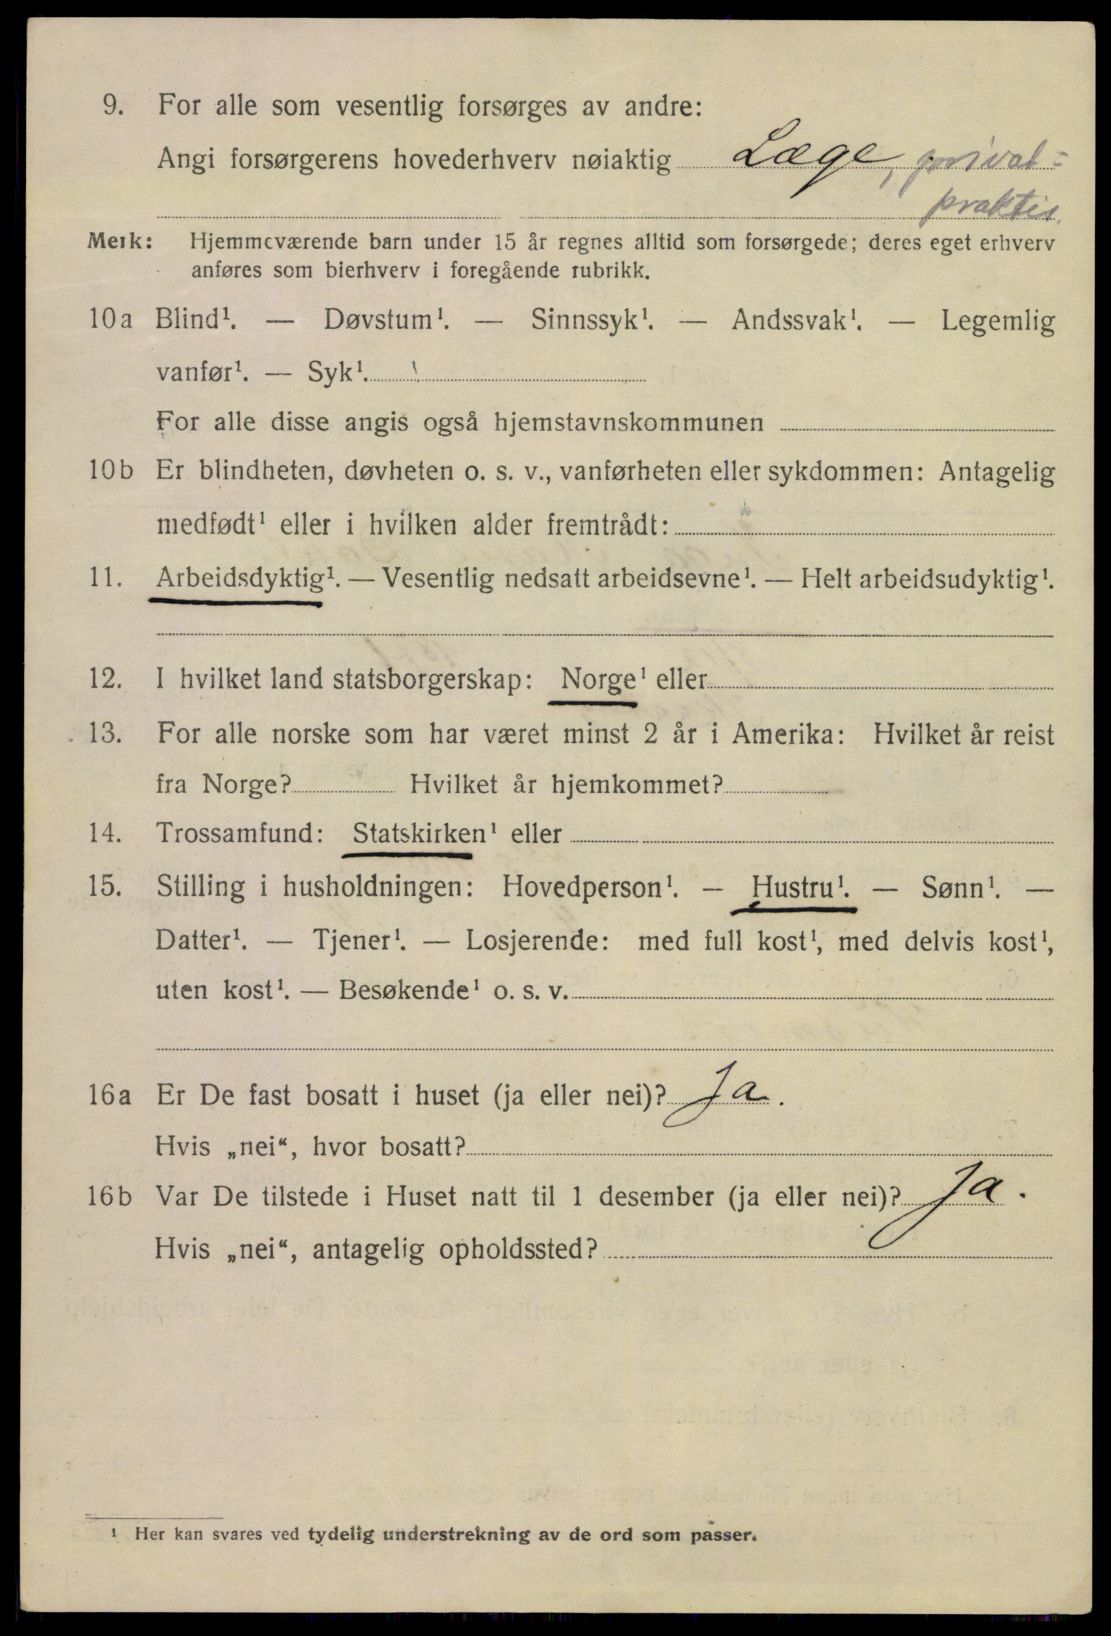 9. For alle som vesentlig forsørges av andre:
Angi forsørgerens hovederhverv nøiaktig Læge, privat=
praktis.
Merk: Hjemmeværende barn under 15 år regnes alltid som forsørgede; deres eget erhverv
anføres som bierhverv i foregående rubrikk.
10a Blind¹. — Døvstum¹. — Sinnssyk¹. — Andssvak¹. — Legemlig
vanfør¹. — Syk¹.
For alle disse angis også hjemstavnskommunen
10b Er blindheten, døvheten o. s. v., vanførheten eller sykdommen: Antagelig
medfødt¹ eller i hvilken alder fremtrådt:
11. Arbeidsdyktig¹. — Vesentlig nedsatt arbeidsevne¹. — Helt arbeidsudyktig¹.
12. I hvilket land statsborgerskap: Norge¹ eller
13. For alle norske som har været minst 2 år i Amerika: Hvilket år reist
fra Norge? Hvilket år hjemkommet?
14. Trossamfund: Statskirken¹ eller
15. Stilling i husholdningen: Hovedperson¹. — Hustru¹. — Sønn¹. —
Datter¹. — Tjener¹. — Losjerende: med full kost¹, med delvis kost¹,
uten kost¹. — Besøkende¹ o. s. v.
16a Er De fast bosatt i huset (ja eller nei)? Ja.
Hvis „nei“, hvor bosatt?
16b Var De tilstede i Huset natt til 1 desember (ja eller nei)? Ja.
Hvis „nei“, antagelig opholdssted?
¹ Her kan svares ved tydelig understrekning av de ord som passer.